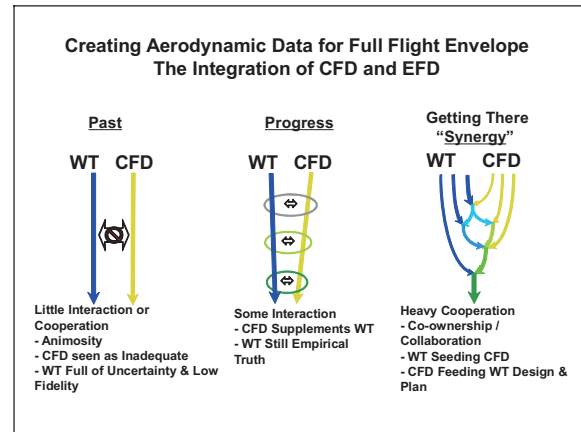 Creating Aerodynamic Data for Full Flight Envelope
The Integration of CFD and EFD
Past
WT CFD
Little Interaction or
Cooperation
- Animosity
- CFD seen as Inadequate
- WT Full of Uncertainty & Low
Fidelity
Progress
WT CFD
Some Interaction
- CFD Supplements WT
- WT Still Empirical
Truth
Getting There
“Synergy”
WT CFD
Heavy Cooperation
- Co-ownership /
Collaboration
- WT Seeding CFD
- CFD Feeding WT Design &
Plan